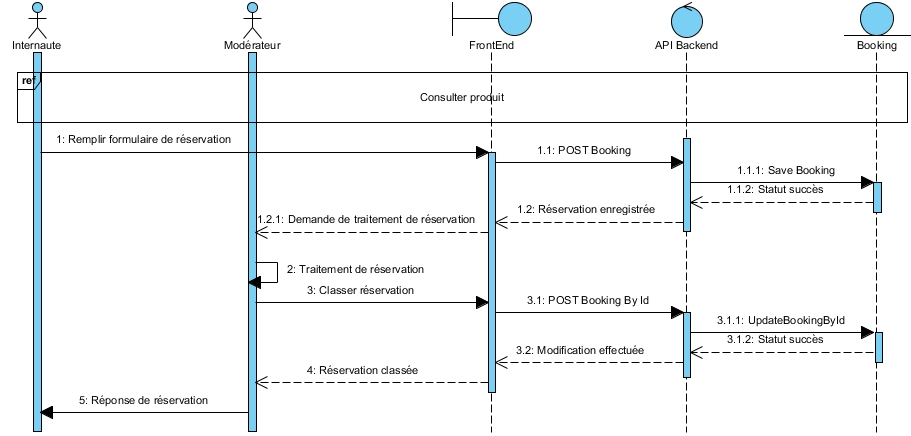 Internaute
Modérateur
FrontEnd
API Backend
Booking
ref
Consulter produit
1: Remplir formulaire de réservation
1.1: POST Booking
1.1.1: Save Booking
1.1.2: Statut succès
1.2: Réservation enregistrée
1.2.1: Demande de traitement de réservation
2: Traitement de réservation
3: Classer réservation
3.1: POST Booking By Id
3.1.1: UpdateBookingById
3.1.2: Statut succès
3.2: Modification effectuée
4: Réservation classée
5: Réponse de réservation